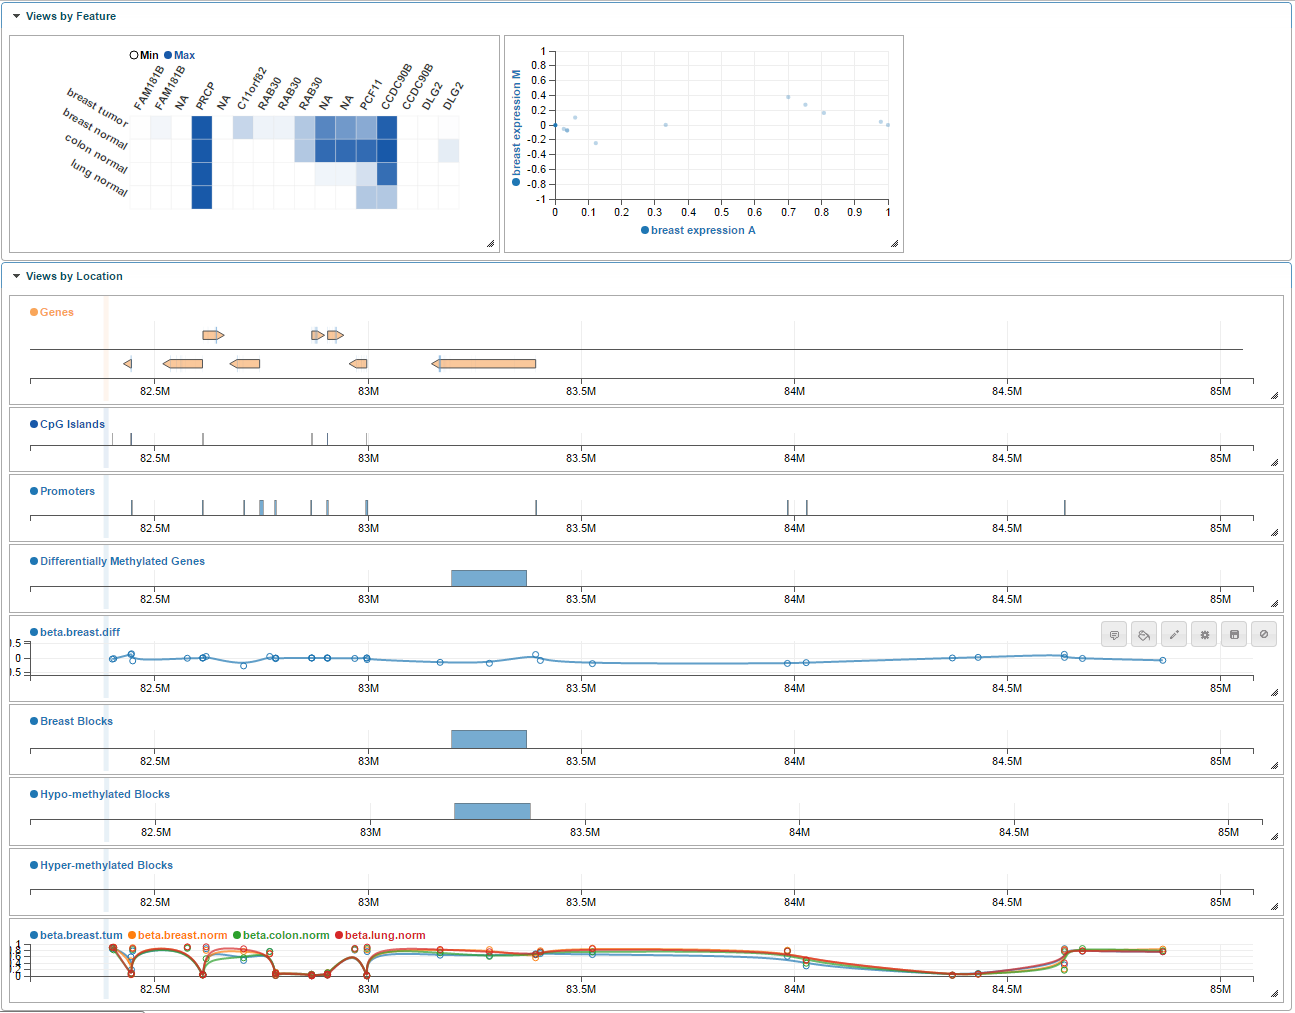 Views by Feature
Min Max
FAM181B FAM181B NA PRCP NA C11orf82 RAB30 RAB30 RAB30 NA NA PCF11 CCDC90B CCDC90B DLG2 DLG2
breast tumor
breast normal
colon normal
lung normal
breast expression M
1
0.8
0.6
0.4
0.2
0
-0.2
-0.4
-0.6
-0.8
-1
0 0.1 0.2 0.3 0.4 0.5 0.6 0.7 0.8 0.9 1
breast expression A
Views by Location
Genes
82.5M 83M 83.5M 84M 84.5M 85M
CpG Islands
82.5M 83M 83.5M 84M 84.5M 85M
Promoters
82.5M 83M 83.5M 84M 84.5M 85M
Differentially Methylated Genes
82.5M 83M 83.5M 84M 84.5M 85M
beta.breast.diff
0.5
0
0.5
82.5M 83M 83.5M 84M 84.5M 85M
Breast Blocks
82.5M 83M 83.5M 84M 84.5M 85M
Hypo-methylated Blocks
82.5M 83M 83.5M 84M 84.5M 85M
Hyper-methylated Blocks
82.5M 83M 83.5M 84M 84.5M 85M
beta.breast.tum beta.breast.norm beta.colon.norm beta.lung.norm
1
0.8
0
82.5M 83M 83.5M 84M 84.5M 85M